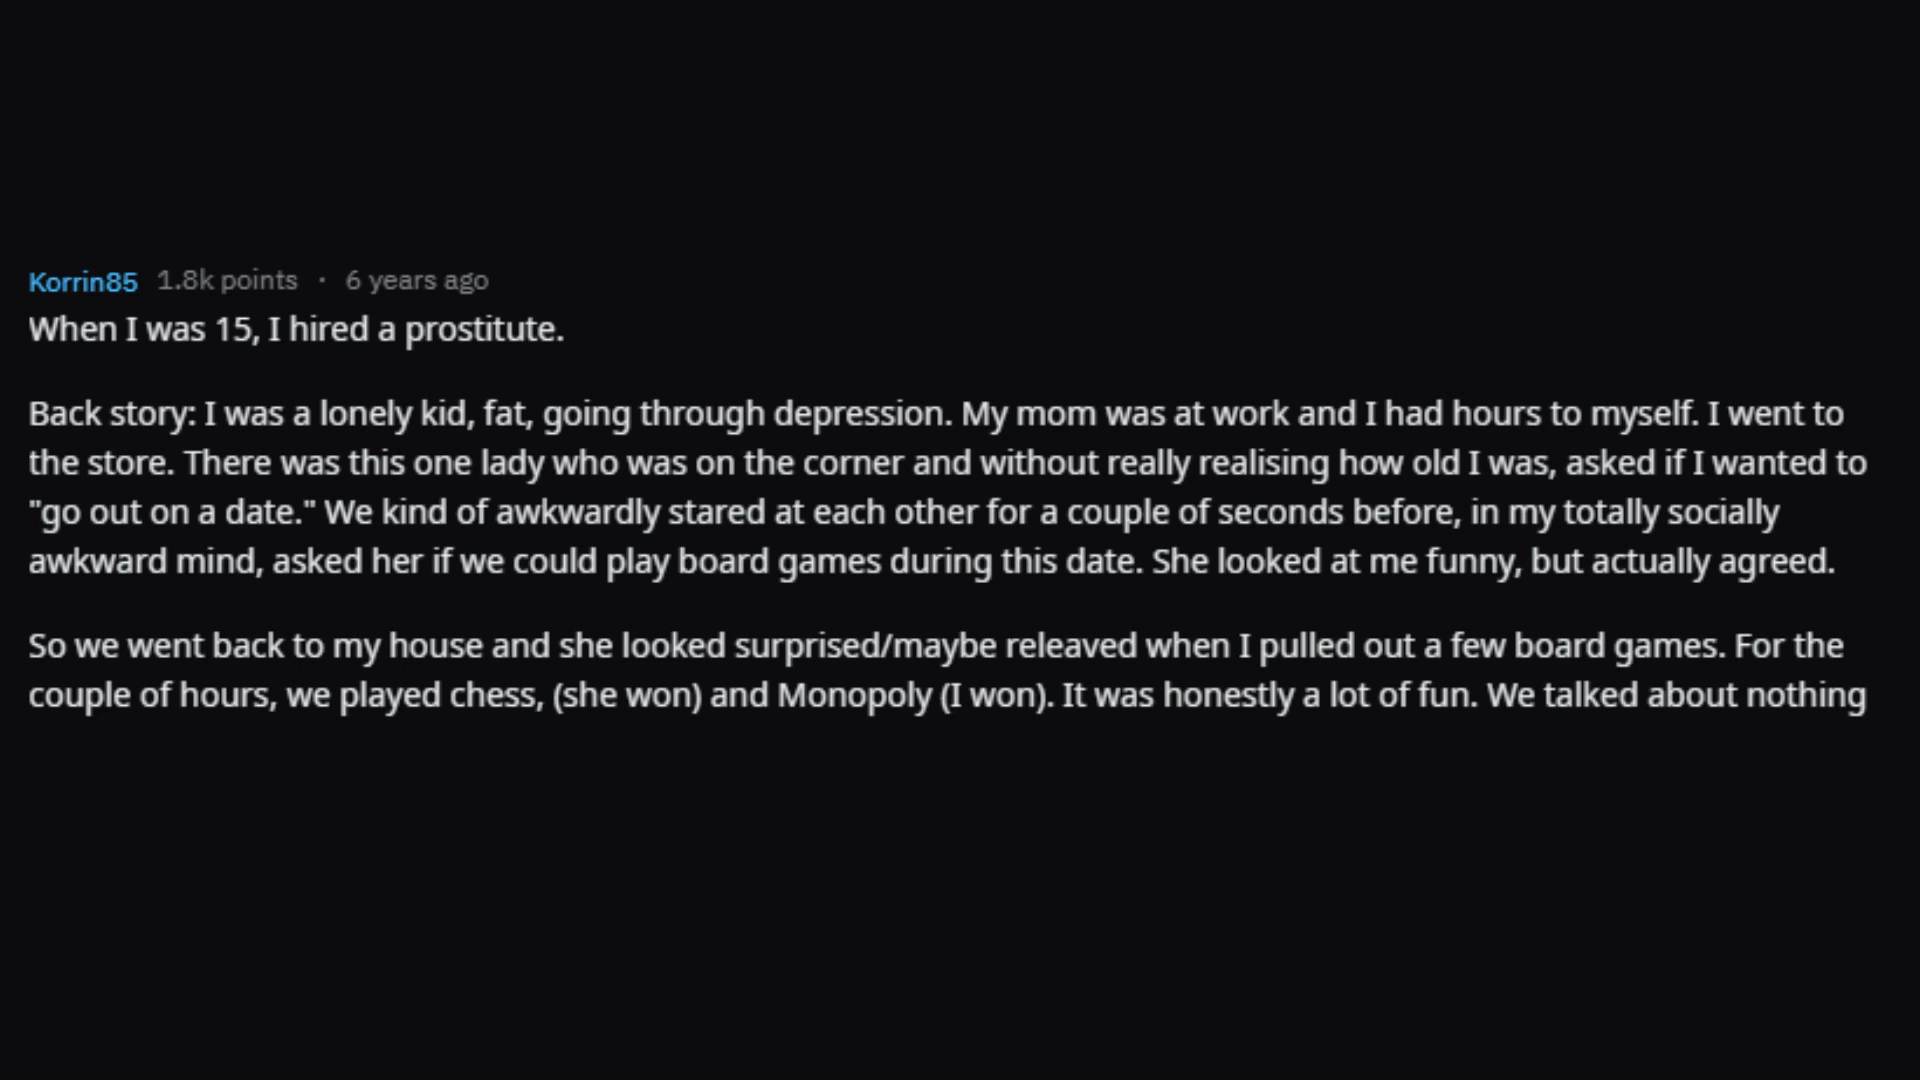 Korrin85 1.8k points · 6 years ago
When I was 15, I hired a prostitute.
Back story: I was a lonely kid, fat, going through depression. My mom was at work and I had hours to myself. I went to
the store. There was this one lady who was on the corner and without really realising how old I was, asked if I wanted to
"go out on a date." We kind of awkwardly stared at each other for a couple of seconds before, in my totally socially
awkward mind, asked her if we could play board games during this date. She looked at me funny, but actually agreed.
So we went back to my house and she looked surprised/maybe releaved when I pulled out a few board games. For the
couple of hours, we played chess, (she won) and Monopoly (I won). It was honestly a lot of fun. We talked about nothing